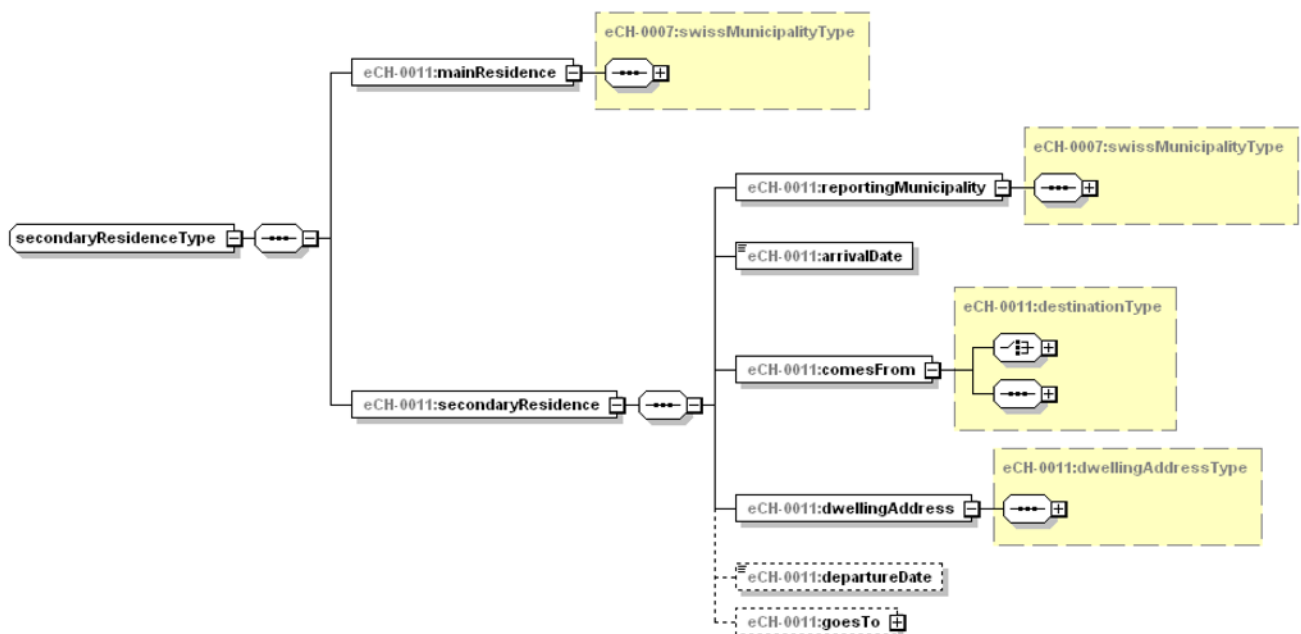 eCH-0007:swissMunicipalityType
eCH-0011:mainResidence
eCH-0007:swissMunicipalityType
eCH-0011:reportingMunicipality
secondaryResidenceType
eCH-0011:arrivalDate
eCH-0011:destinationType
eCH-0011:comesFrom
eCH-0011:secondaryResidence
eCH-0011:dwellingAddressType
eCH-0011:dwellingAddress
eCH-0011:departureDate
eCH-0011:goesTo